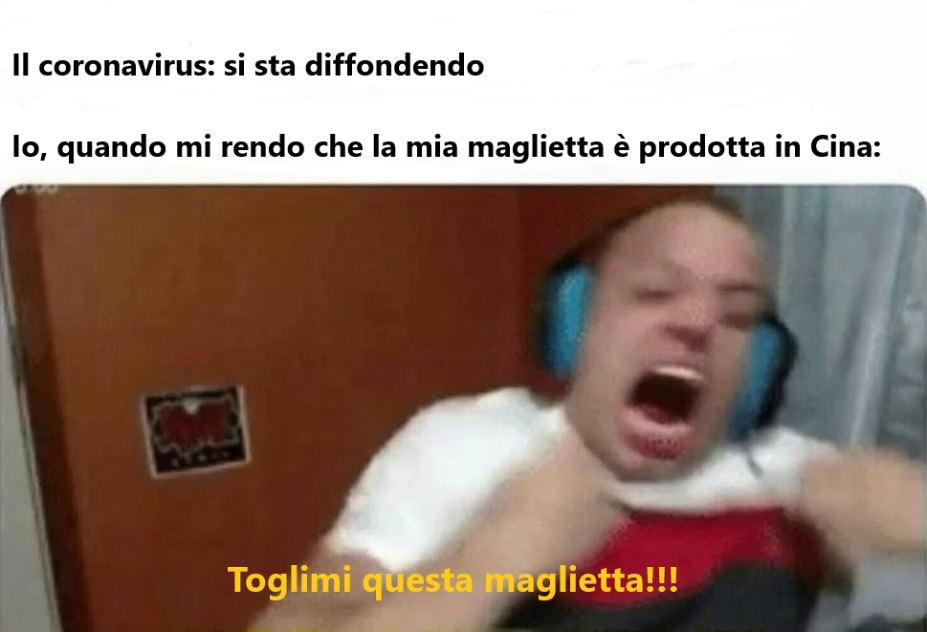 Il coronavirus: si sta diffondendo
Io, quando mi rendo che la mia maglietta è prodotta in Cina:
Toglimi questa maglietta!!!